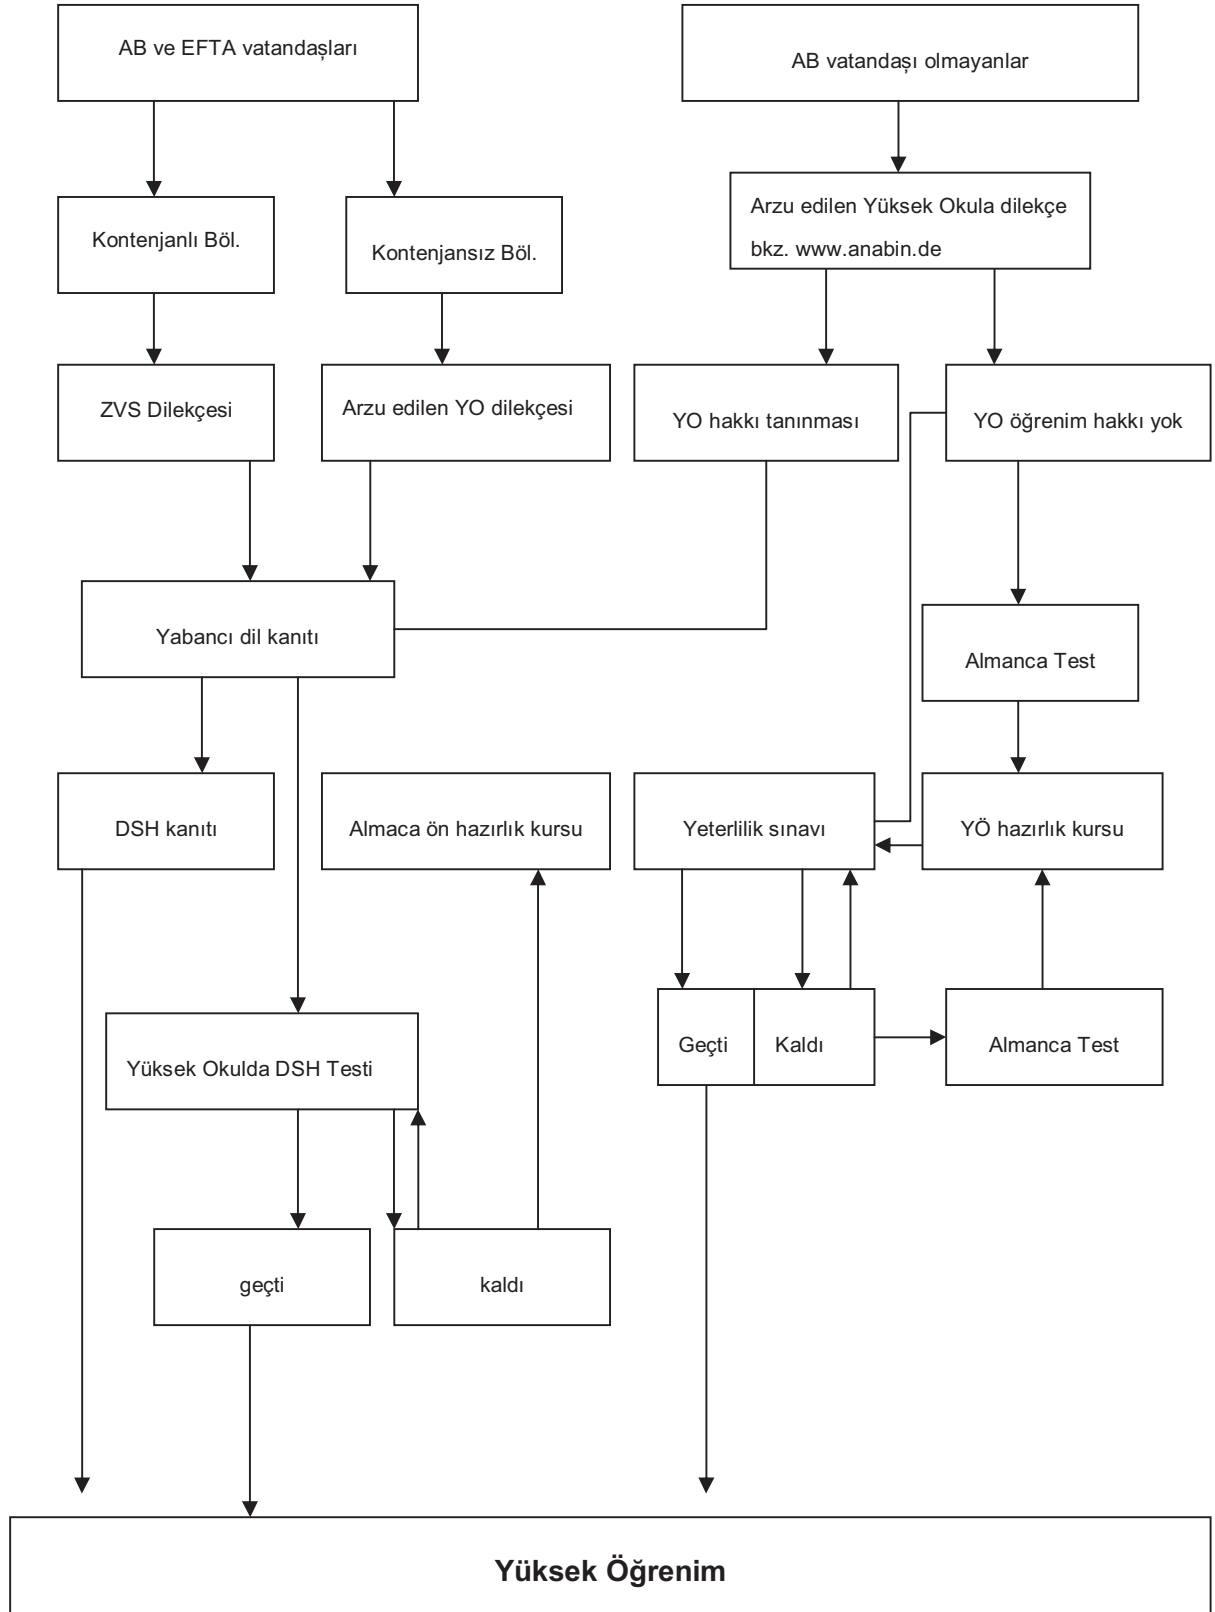 AB ve EFTA vatandaşları
AB vatandaşı olmayanlar
Arzu edilen Yüksek Okula dilekçe
bkz. www.anabin.de
Kontenjanlı Böl.
Kontenjansız Böl.
ZVS Dilekçesi
Arzu edilen YO dilekçesi
YO hakkı tanınması
YO öğrenim hakkı yok
Yabancı dil kanıtı
Almanca Test
DSH kanıtı
Almaca ön hazırlık kursu
Yeterlilik sınavı
YÖ hazırlık kursu
Geçti
Kaldı
Almanca Test
Yüksek Okulda DSH Testi
geçti
kaldı
Yüksek Öğrenim